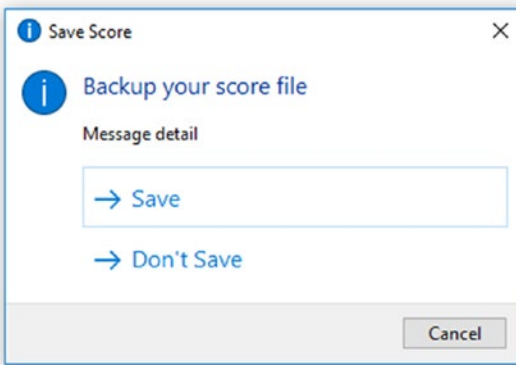 Save Score
Backup your score file
Message detail
Save
Don't Save
Cancel